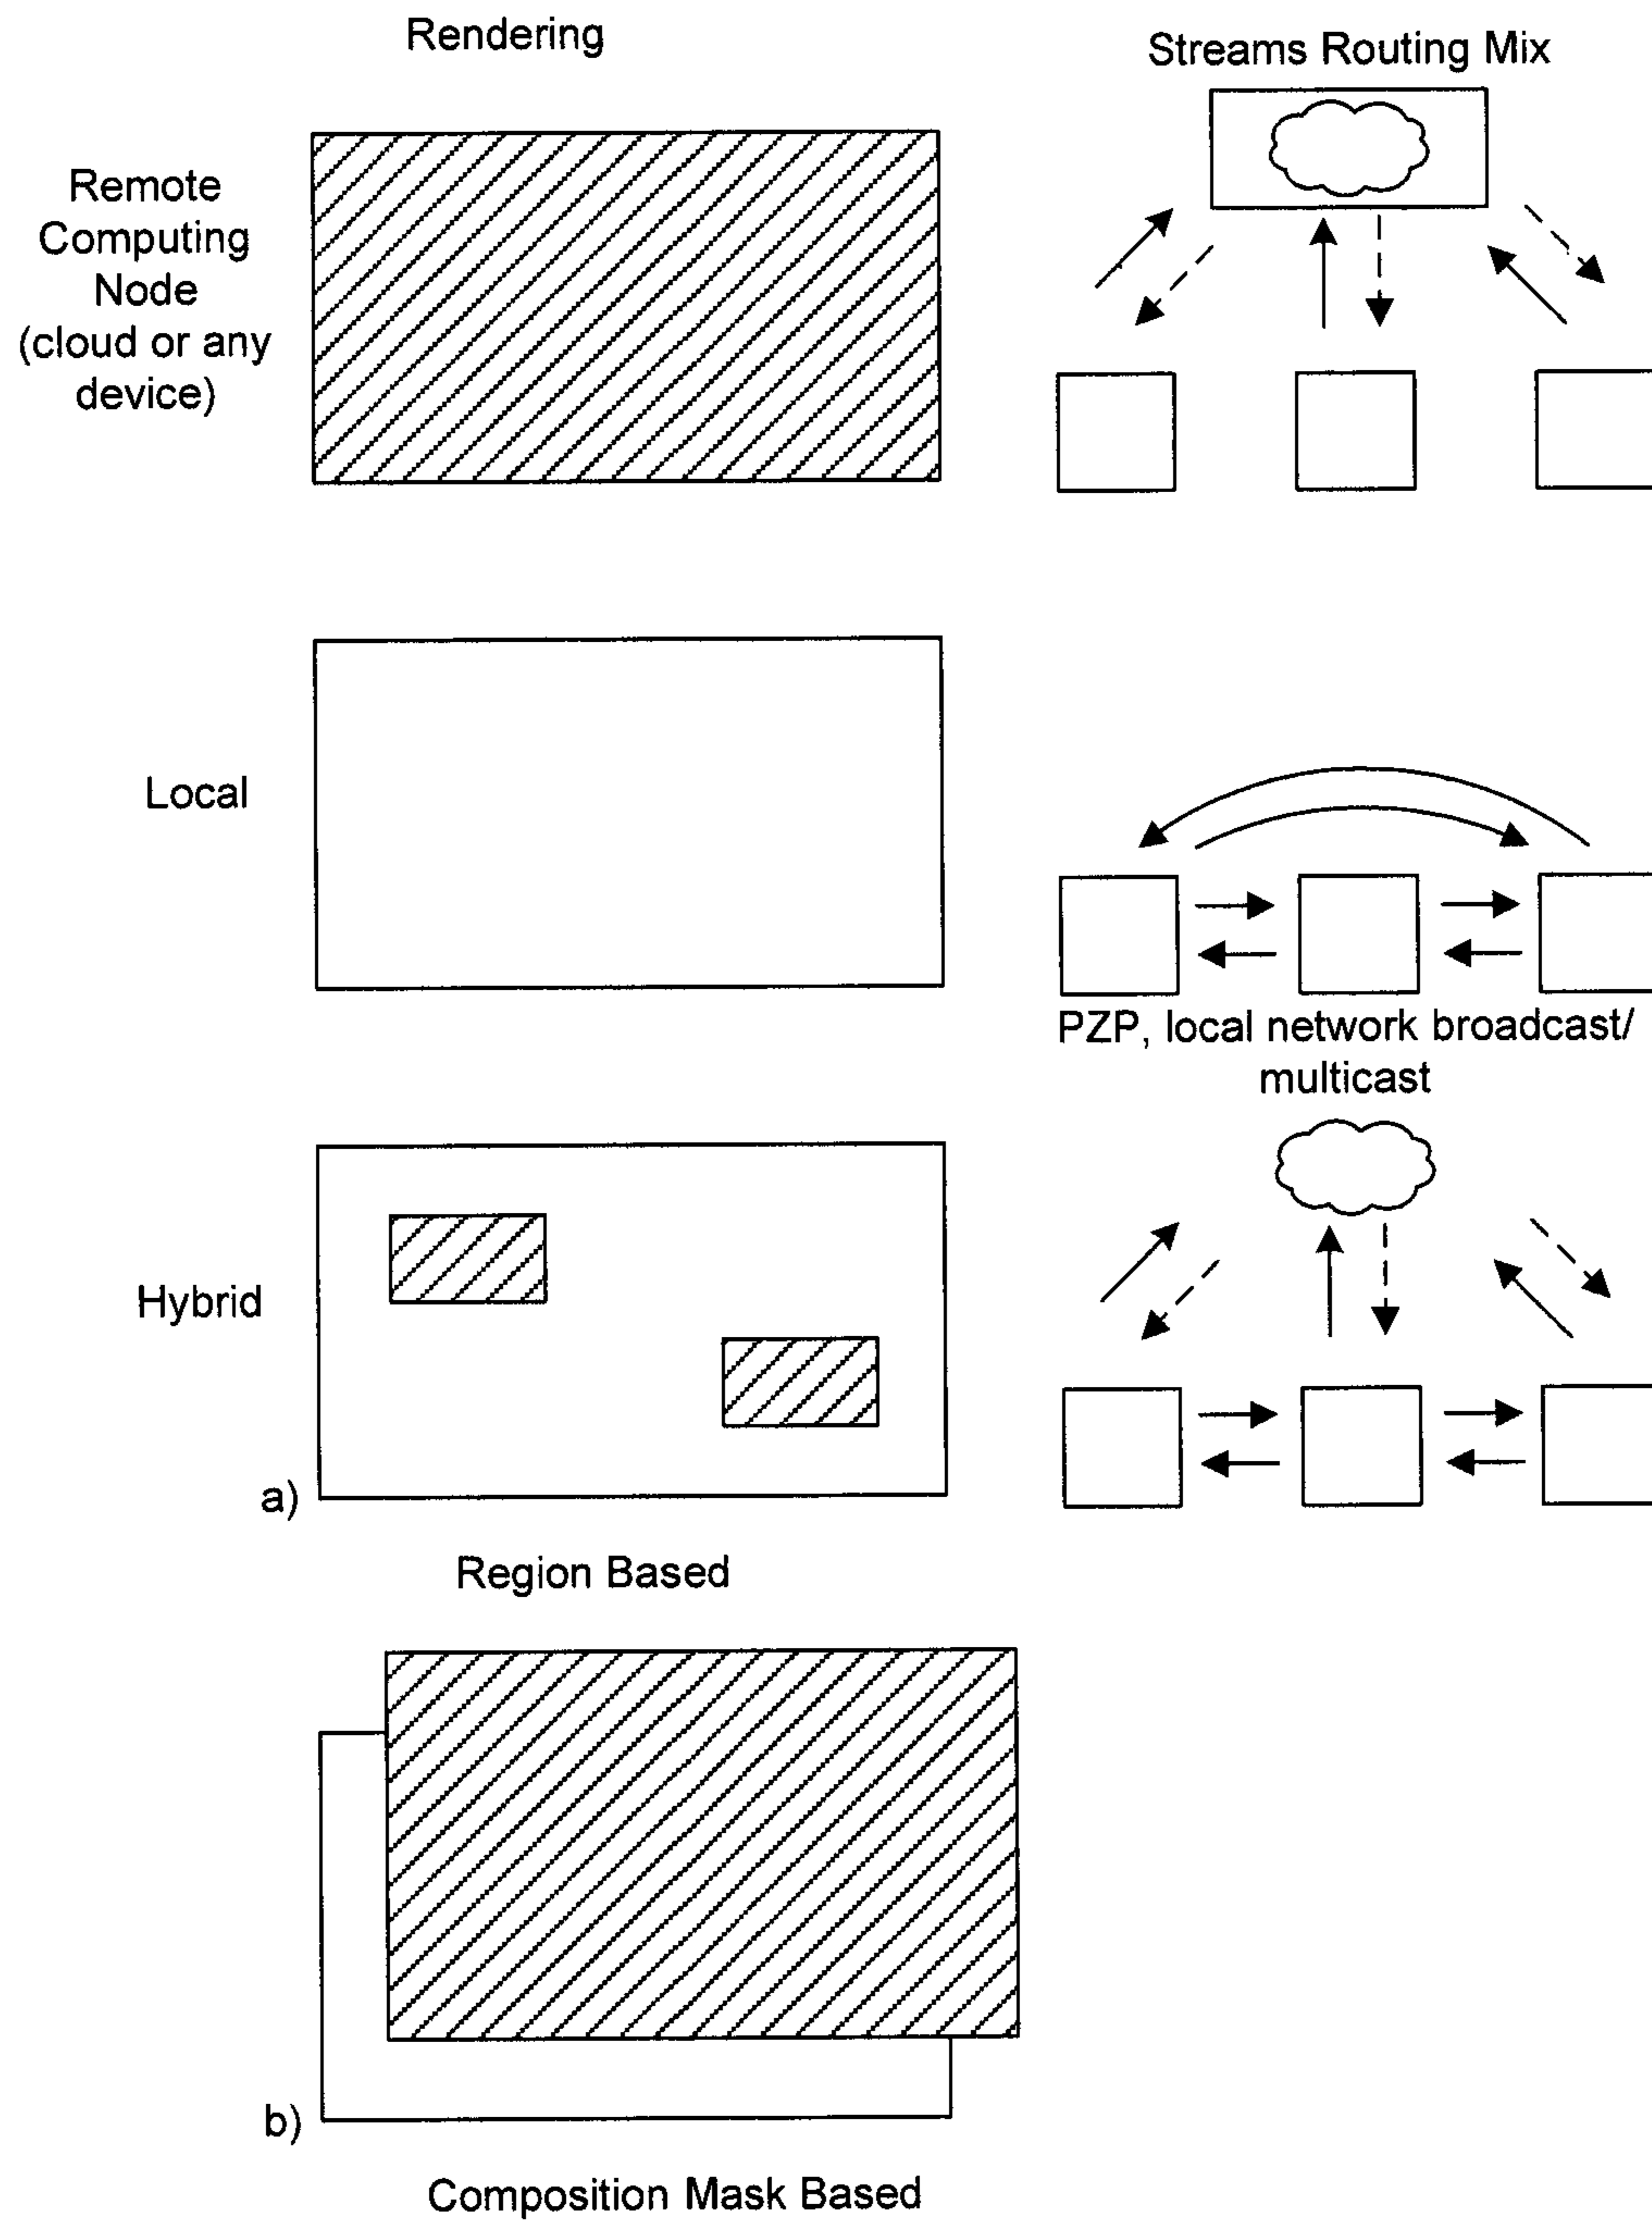 Rendering
Streams Routing Mix
Remote
Computing
Node
(cloud or any
device)
Local
PZP, local network broadcast/
multicast
Hybrid
a)
Region Based
b)
Composition Mask Based